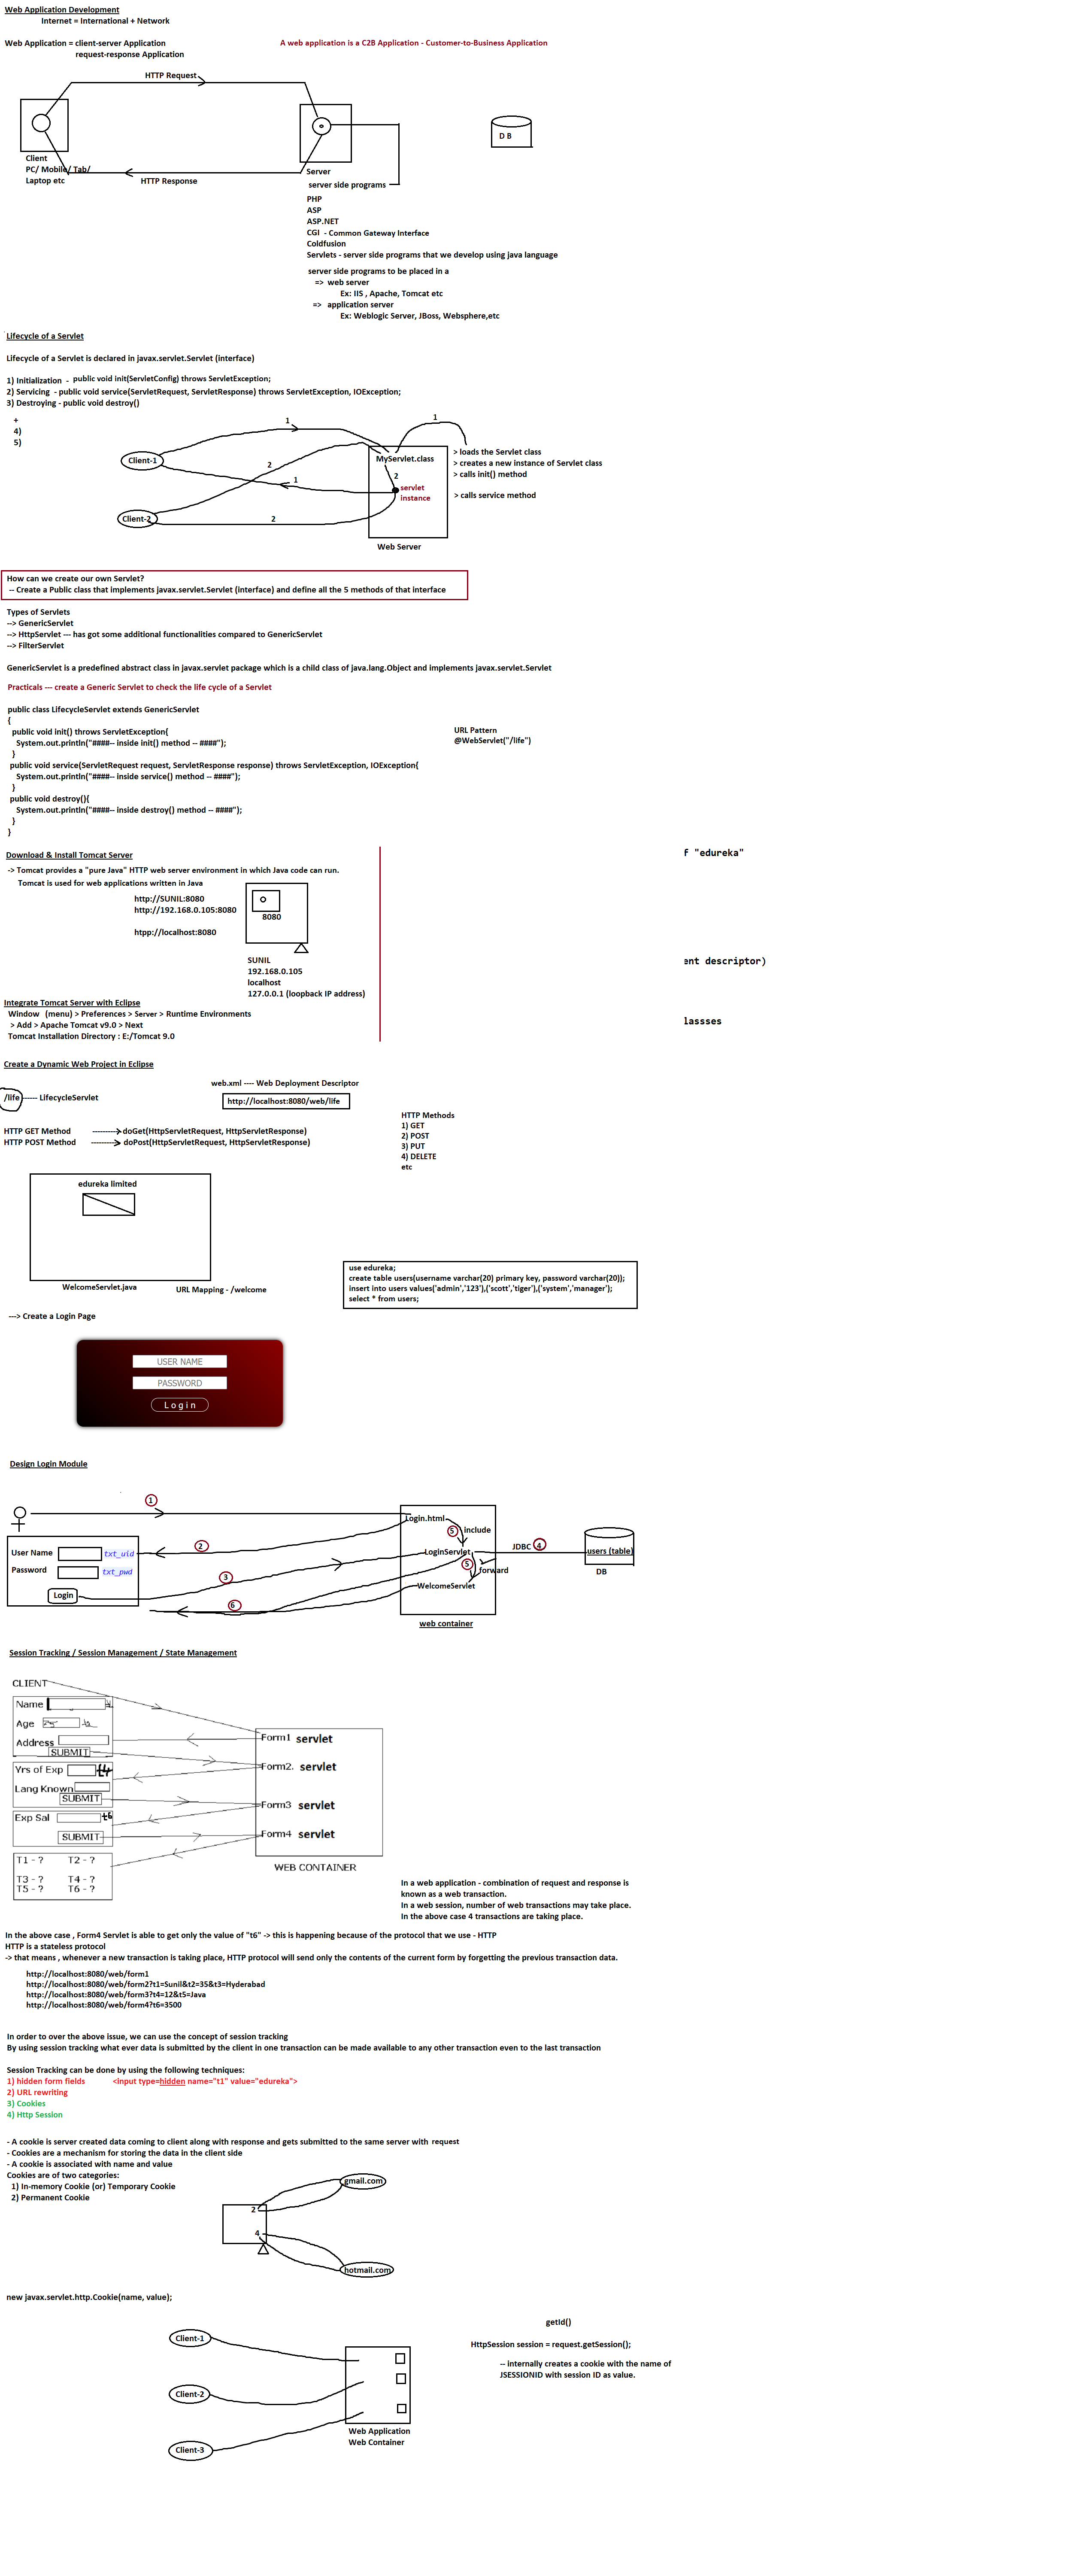 Web Application Development
Internet = International + Network
Web Application = client-server Application
request-response Application
A web application is a C2B Application - Customer-to-Business Application
HTTP Request
D B
Client
PC/ Mobile/ Tab/
Laptop etc
HTTP Response
Server
server side programs
PHP
ASP
ASP.NET
CGI - Common Gateway Interface
Coldfusion
Servlets - server side programs that we develop using java language
server side programs to be placed in a
=> web server
Ex: IIS , Apache, Tomcat etc
=> application server
Ex: Weblogic Server, JBoss, Websphere,etc
Lifecycle of a Servlet
Lifecycle of a Servlet is declared in javax.servlet.Servlet (interface)
1) Initialization - public void init(ServletConfig) throws ServletException;
2) Servicing - public void service(ServletRequest, ServletResponse) throws ServletException, IOException;
3) Destroying - public void destroy()
+
4)
5)
1
1
Client-1
2
1
MyServlet.class
2
servlet
instance
> loads the Servlet class
> creates a new instance of Servlet class
> calls init() method
> calls service method
Client-2
2
Web Server
How can we create our own Servlet?
-- Create a Public class that implements javax.servlet.Servlet (interface) and define all the 5 methods of that interface
Types of Servlets
--> GenericServlet
--> HttpServlet --- has got some additional functionalities compared to GenericServlet
--> FilterServlet
GenericServlet is a predefined abstract class in javax.servlet package which is a child class of java.lang.Object and implements javax.servlet.Servlet
Practicals --- create a Generic Servlet to check the life cycle of a Servlet
public class LifecycleServlet extends GenericServlet
{
public void init() throws ServletException{
System.out.println("####-- inside init() method -- ####");
}
public void service(ServletRequest request, ServletResponse response) throws ServletException, IOException{
System.out.println("####-- inside service() method -- ####");
}
public void destroy(){
System.out.println("####-- inside destroy() method -- ####");
}
}
URL Pattern
@WebServlet("/life")
Download & Install Tomcat Server
-> Tomcat provides a "pure Java" HTTP web server environment in which Java code can run.
Tomcat is used for web applications written in Java
http://SUNIL:8080
http://192.168.0.105:8080
htpp://localhost:8080
8080
SUNIL
192.168.0.105
localhost
127.0.0.1 (loopback IP address)
f "edureka"
ent descriptor)
lassses
Integrate Tomcat Server with Eclipse
Window (menu) > Preferences > Server > Runtime Environments
> Add > Apache Tomcat v9.0 > Next
Tomcat Installation Directory : E:/Tomcat 9.0
Create a Dynamic Web Project in Eclipse
web.xml ---- Web Deployment Descriptor
/life ------ LifecycleServlet
http://localhost:8080/web/life
HTTP GET Method ---------> doGet(HttpServletRequest, HttpServletResponse)
HTTP POST Method ---------> doPost(HttpServletRequest, HttpServletResponse)
HTTP Methods
1) GET
2) POST
3) PUT
4) DELETE
etc
edureka limited
WelcomeServlet.java
URL Mapping - /welcome
use edureka;
create table users(username varchar(20) primary key, password varchar(20));
insert into users values('admin','123'),('scott','tiger'),('system','manager');
select * from users;
---> Create a Login Page
USER NAME
PASSWORD
Login
Design Login Module
1
Login.html
5 include
User Name txt_uid
2
LoginServlet
JDBC 4
users (table)
DB
Password txt_pwd
3
5 forward
Login
WelcomeServlet
6
web container
Session Tracking / Session Management / State Management
CLIENT
Name
Age
Address
SUBMIT
Yrs of Exp t4
Lang Known
SUBMIT
Exp Sal t6
SUBMIT
T1 - ? T2 - ?
T3 - ? T4 - ?
T5 - ? T6 - ?
Form1 servlet
Form2. servlet
Form3 servlet
Form4 servlet
WEB CONTAINER
In a web application - combination of request and response is
known as a web transaction.
In a web session, number of web transactions may take place.
In the above case 4 transactions are taking place.
In the above case , Form4 Servlet is able to get only the value of "t6" -> this is happening because of the protocol that we use - HTTP
HTTP is a stateless protocol
-> that means , whenever a new transaction is taking place, HTTP protocol will send only the contents of the current form by forgetting the previous transaction data.
http://localhost:8080/web/form1
http://localhost:8080/web/form2?t1=Sunil&t2=35&t3=Hyderabad
http://localhost:8080/web/form3?t4=12&t5=Java
http://localhost:8080/web/form4?t6=3500
In order to over the above issue, we can use the concept of session tracking
By using session tracking what ever data is submitted by the client in one transaction can be made available to any other transaction even to the last transaction
Session Tracking can be done by using the following techniques:
1) hidden form fields <input type=hidden name="t1" value="edureka">
2) URL rewriting
3) Cookies
4) Http Session
- A cookie is server created data coming to client along with response and gets submitted to the same server with request
- Cookies are a mechanism for storing the data in the client side
- A cookie is associated with name and value
Cookies are of two categories:
1) In-memory Cookie (or) Temporary Cookie
2) Permanent Cookie
gmail.com
2
4
hotmail.com
new javax.servlet.http.Cookie(name, value);
getId()
Client-1
HttpSession session = request.getSession();
-- internally creates a cookie with the name of
JSESSIONID with session ID as value.
Client-2
Web Application
Web Container
Client-3